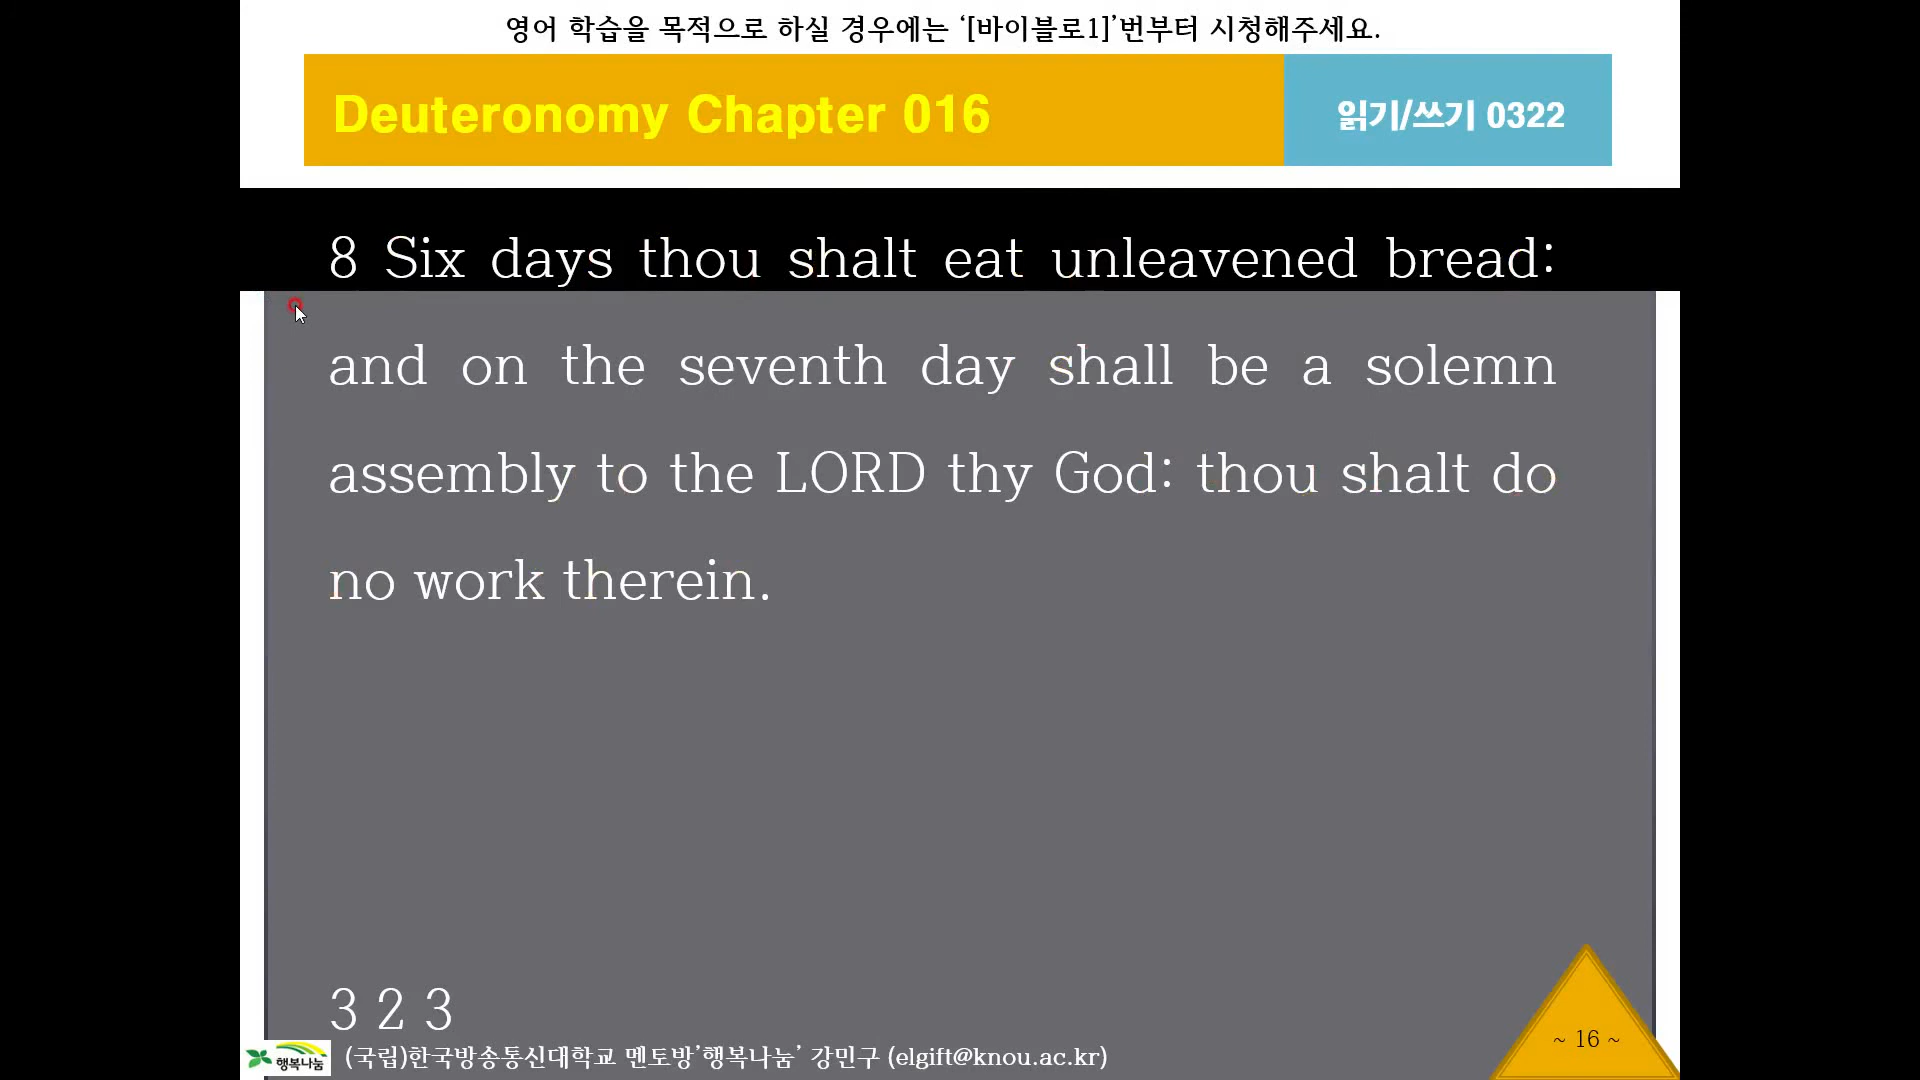 영어 학습을 목적으로 하실 경우에는 ‘[바이블로1]’번부터 시청해주세요.
Deuteronomy Chapter 016
읽기/쓰기 0322
8 Six days thou shalt eat unleavened bread:
and on the seventh day shall be a solemn
assembly to the LORD thy God: thou shalt do
no work therein.
3 2 3
~ 16 ~
행복나눔
(국립)한국방송통신대학교 멘토방’행복나눔’ 강민구 (elgift@knou.ac.kr)